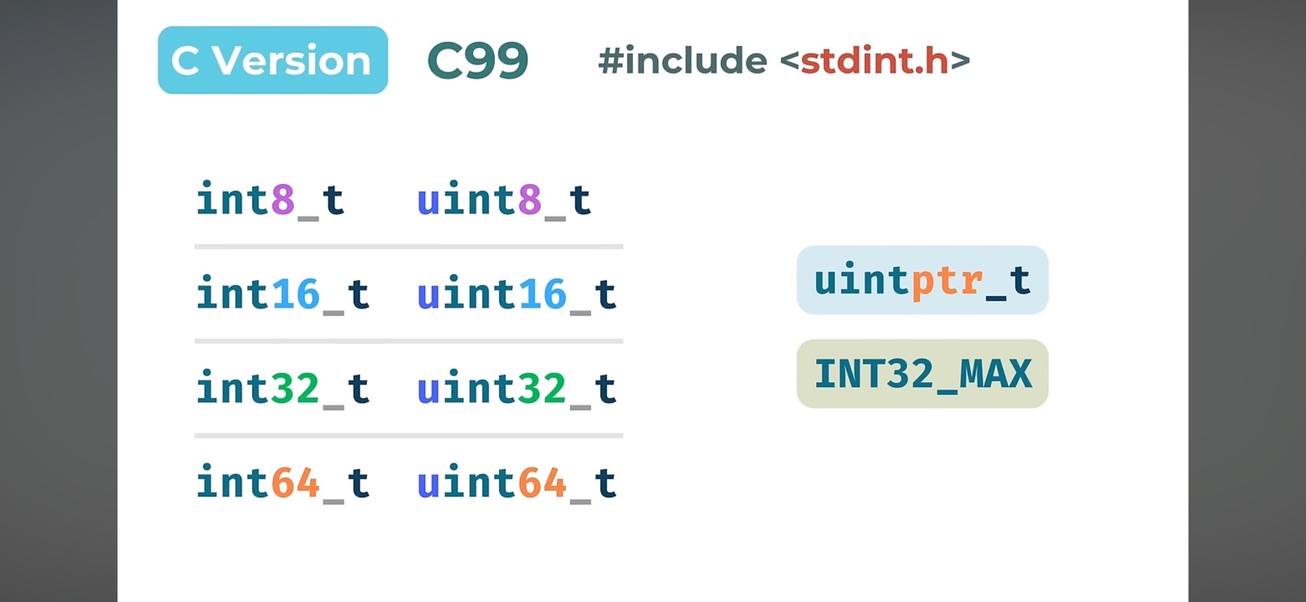 C Version C99 #include <stdint.h>
int8_t uint8_t
int16_t uint16_t
int32_t uint32_t
int64_t uint64_t
uintptr_t
INT32_MAX